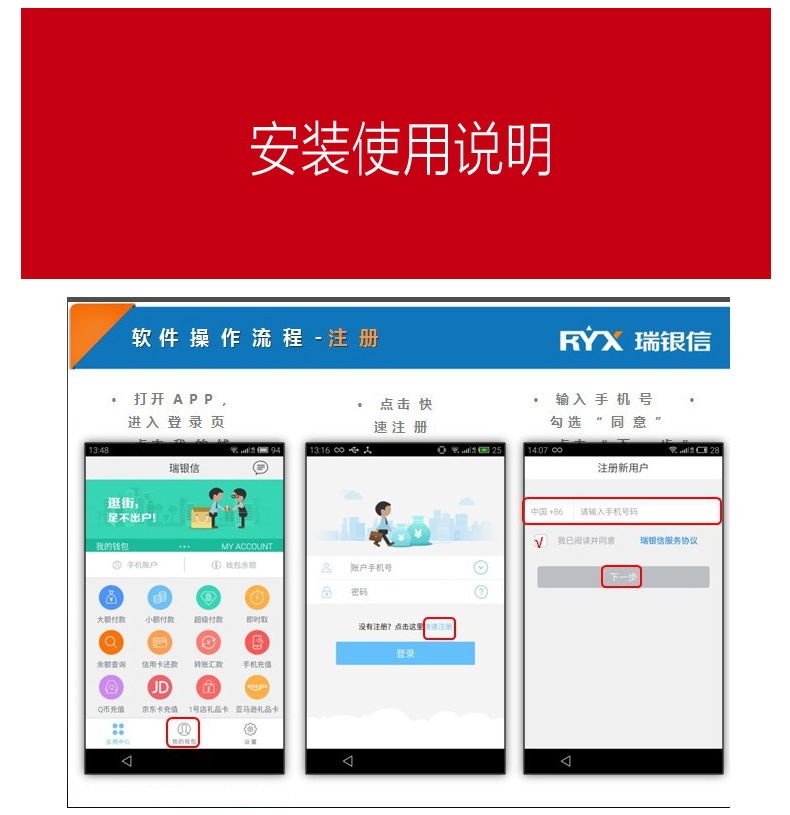 安装使用说明
软件操作流程-注册
RYX 瑞银信
• 打开APP,
进入登录页
• 点击快
速注册
• 输入手机号 •
勾选“同意”
13:48
94
瑞银信
逛街,
足不出户!
我的钱包 ••• MY ACCOUNT
手机账户 钱包余额
大额付款 小额付款 超级付款 即时取
余额查询 信用卡还款 转账汇款 手机充值
JD
amazon
Q币充值 京东卡充值 1号店礼品卡 亚马逊礼品卡
应用中心 我的钱包 设置
13:16
25
¥ ¥
账户手机号
密码
没有注册?点击这里快速注册
登录
14:07
28
注册新用户
中国 +86 请输入手机号码
√ 我已阅读并同意 瑞银信服务协议
下一步